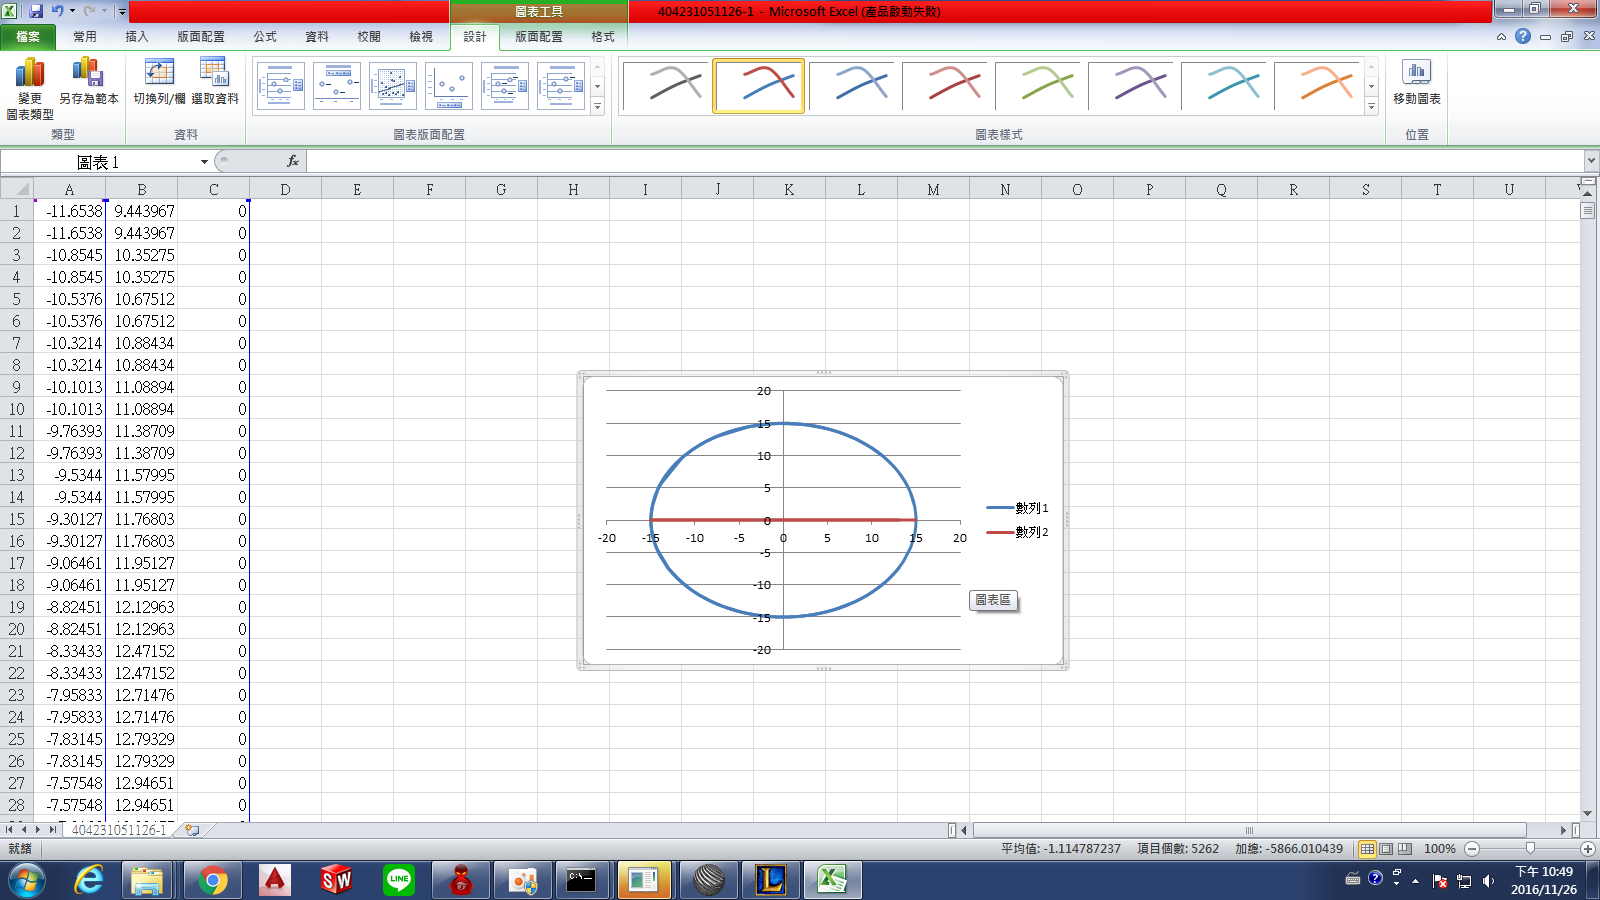 圖表工具
404231051126-1 - Microsoft Excel (產品啟動失敗)
檔案 常用 插入 版面配置 公式 資料 校閱 檢視 設計 版面配置 格式
變更 另存為範本 切換列/欄 選取資料 移動圖表
圖表類型
類型 資料 圖表版面配置 圖表樣式 位置
圖表 1 fx
A B C D E F G H I J K L M N O P Q R S T U
1 -11.6538 9.443967 0
2 -11.6538 9.443967 0
3 -10.8545 10.35275 0
4 -10.8545 10.35275 0
5 -10.5376 10.67512 0
6 -10.5376 10.67512 0
7 -10.3214 10.88434 0
8 -10.3214 10.88434 0
9 -10.1013 11.08894 0
10 -10.1013 11.08894 0
11 -9.76393 11.38709 0
12 -9.76393 11.38709 0
13 -9.5344 11.57995 0
14 -9.5344 11.57995 0
15 -9.30127 11.76803 0
16 -9.30127 11.76803 0
17 -9.06461 11.95127 0
18 -9.06461 11.95127 0
19 -8.82451 12.12963 0
20 -8.82451 12.12963 0
21 -8.33433 12.47152 0
22 -8.33433 12.47152 0
23 -7.95833 12.71476 0
24 -7.95833 12.71476 0
25 -7.83145 12.79329 0
26 -7.83145 12.79329 0
27 -7.57548 12.94651 0
28 -7.57548 12.94651 0
20
15
10
5
0
-20 -15 -10 -5 0 5 10 15 20
-5
-10
-15
-20
數列1
數列2
圖表區
404231051126-1
就緒 平均值: -1.114787237 項目個數: 5262 加總: -5866.010439 100%
SW LINE C:\ L
下午 10:49
2016/11/26